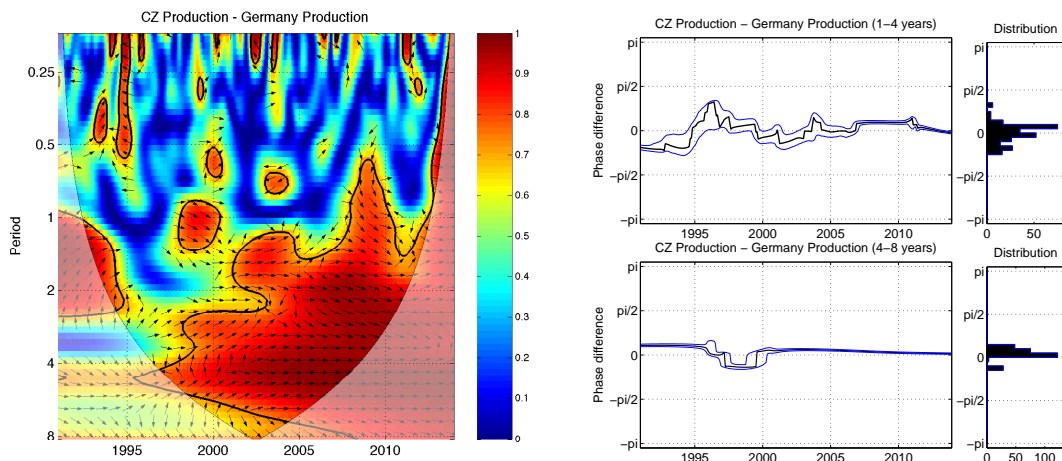 CZ Production - Germany Production
Period
0.25
0.5
1
2
4
8
1995
2000
2005
2010
1
0.9
0.8
0.7
0.6
0.5
0.4
0.3
0.2
0.1
0
CZ Production – Germany Production (1–4 years)
Phase difference
pi
pi/2
0
−pi/2
−pi
1995
2000
2005
2010
Distribution
pi
pi/2
0
−pi/2
−pi
0
50
CZ Production – Germany Production (4–8 years)
Phase difference
pi
pi/2
0
−pi/2
−pi
1995
2000
2005
2010
Distribution
pi
pi/2
0
−pi/2
−pi
0
50
100